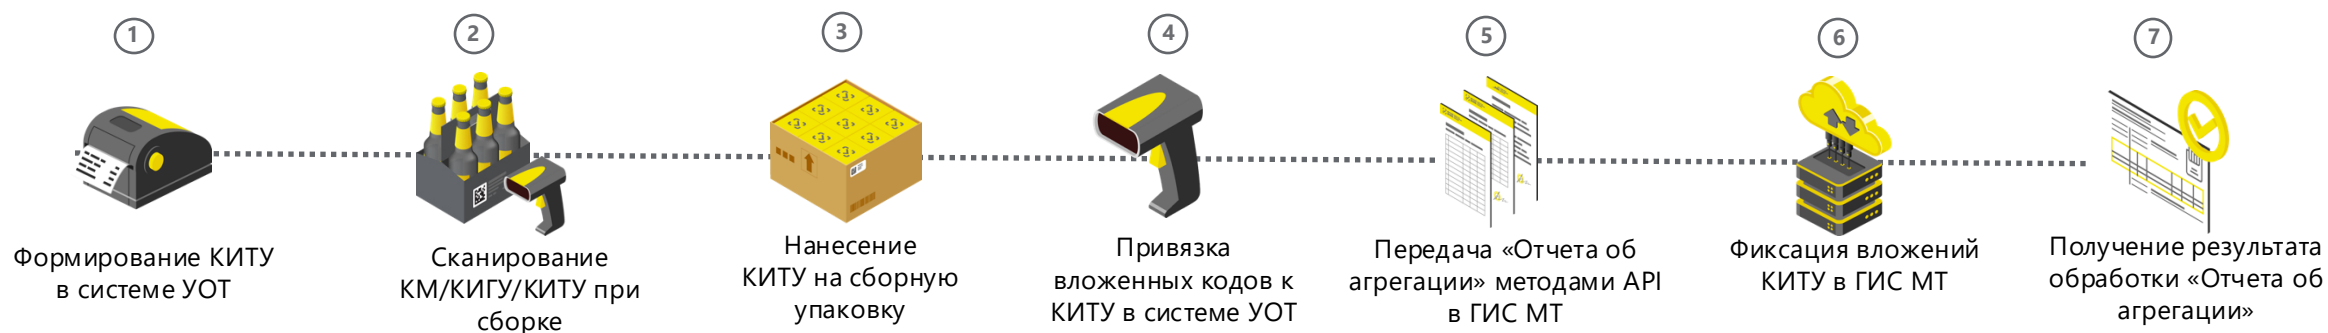 1
Формирование КИТУ
в системе УОТ
2
Сканирование
КМ/КИГУ/КИТУ при
сборке
3
Нанесение
КИТУ на сборную
упаковку
4
Привязка
вложенных кодов к
КИТУ в системе УОТ
5
Передача «Отчета об
агрегации» методами API
в ГИС МТ
6
Фиксация вложений
КИТУ в ГИС МТ
7
Получение результата
обработки «Отчета об
агрегации»